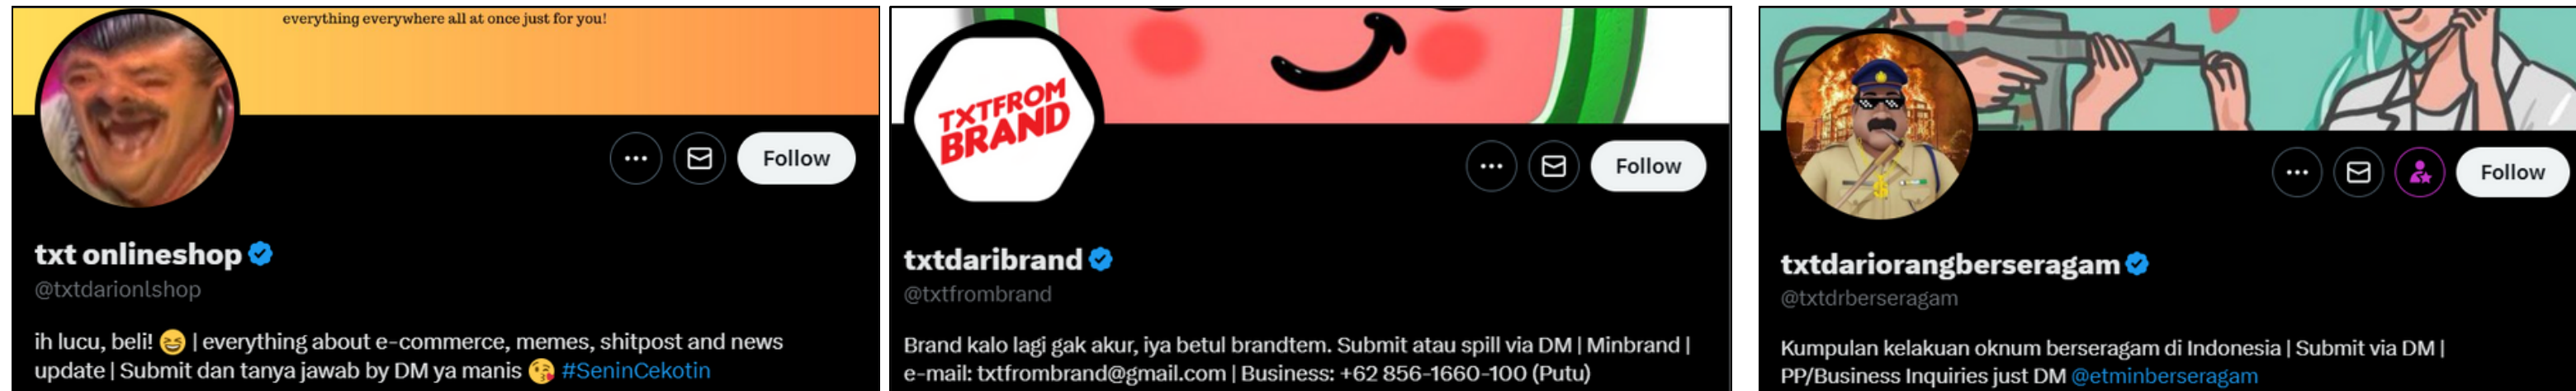 everything everywhere all at once just for you!
Follow
txt onlineshop
@txtdarionlshop
ih lucu, beli! 😆 | everything about e-commerce, memes, shitpost and news
update | Submit dan tanya jawab by DM ya manis 😘 #SeninCekotin
TXTFROM
BRAND
Follow
txtdaribrand
@txtfrombrand
Brand kalo lagi gak akur, iya betul brandtem. Submit atau spill via DM | Minbrand |
e-mail: txtfrombrand@gmail.com | Business: +62 856-1660-100 (Putu)
Follow
txtdariorangberseragam
@txtdrberseragam
Kumpulan kelakuan oknum berseragam di Indonesia | Submit via DM |
PP/Business Inquiries just DM @etminberseragam